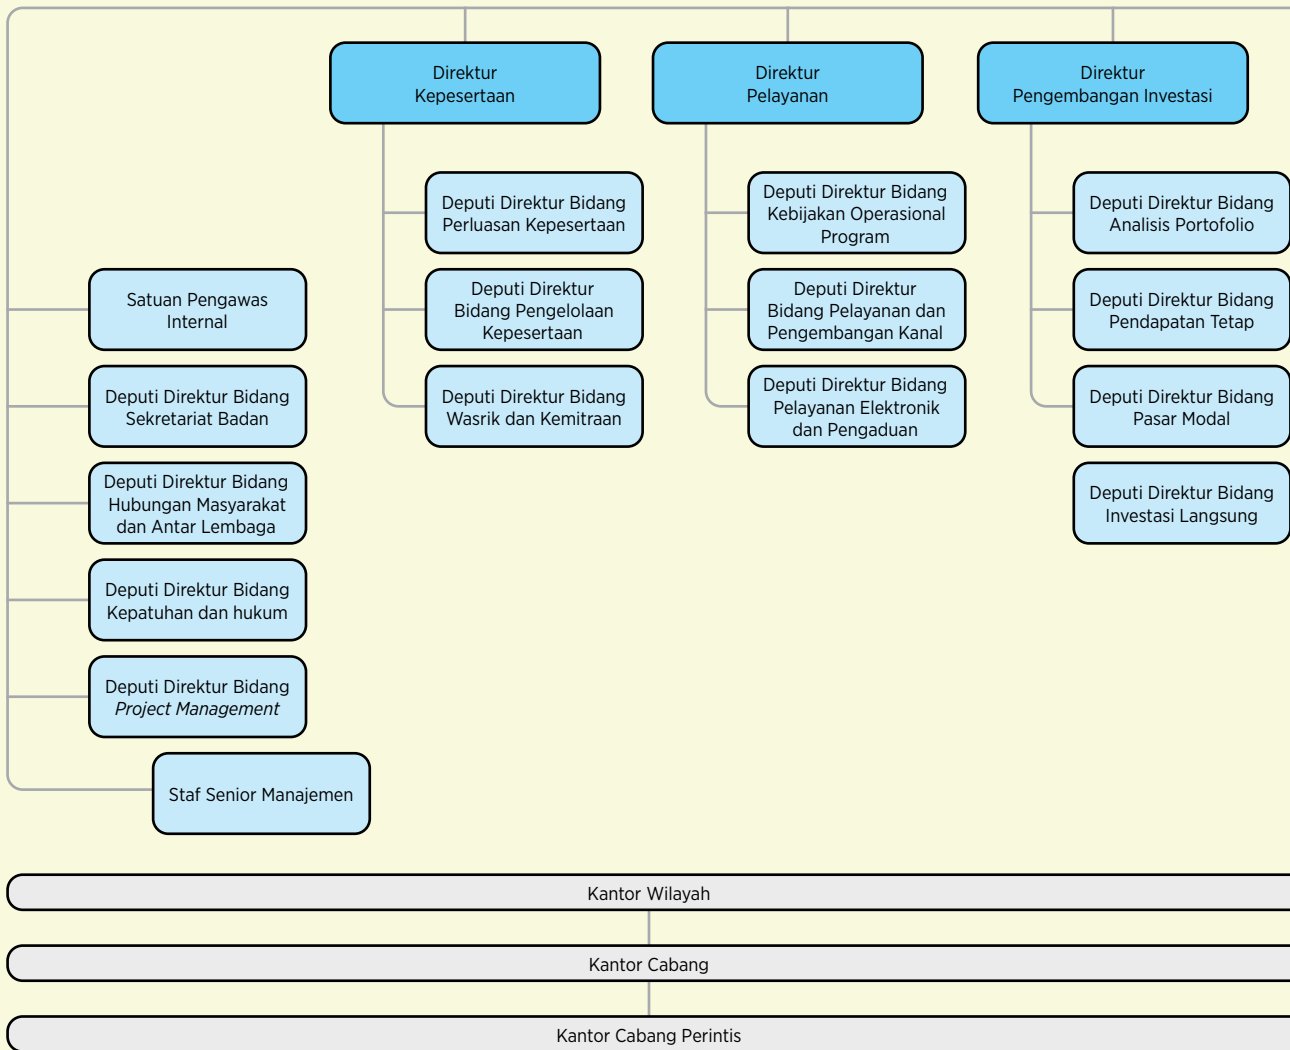 Direktur
Kepesertaan
Direktur
Pelayanan
Direktur
Pengembangan Investasi
Satuan Pengawas
Internal
Deputi Direktur Bidang
Sekretariat Badan
Deputi Direktur Bidang
Hubungan Masyarakat
dan Antar Lembaga
Deputi Direktur Bidang
Kepatuhan dan hukum
Deputi Direktur Bidang
Project Management
Staf Senior Manajemen
Deputi Direktur Bidang
Perluasan Kepesertaan
Deputi Direktur
Bidang Pengelolaan
Kepesertaan
Deputi Direktur Bidang
Wasrik dan Kemitraan
Deputi Direktur Bidang
Kebijakan Operasional
Program
Deputi Direktur
Bidang Pelayanan dan
Pengembangan Kanal
Deputi Direktur Bidang
Pelayanan Elektronik
dan Pengaduan
Deputi Direktur Bidang
Analisis Portofolio
Deputi Direktur Bidang
Pendapatan Tetap
Deputi Direktur Bidang
Pasar Modal
Deputi Direktur Bidang
Investasi Langsung
Kantor Wilayah
Kantor Cabang
Kantor Cabang Perintis